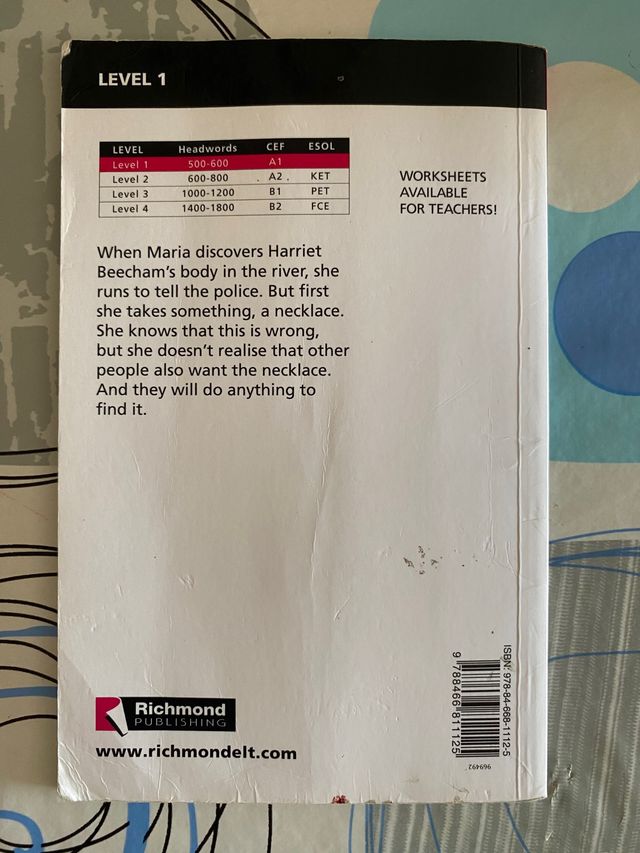 LEVEL 1
LEVEL Headwords CEF ESOL
Level 1 500-600 A1
Level 2 600-800 A2 KET
Level 3 1000-1200 B1 PET
Level 4 1400-1800 B2 FCE
WORKSHEETS
AVAILABLE
FOR TEACHERS!
When Maria discovers Harriet
Beecham's body in the river, she
runs to tell the police. But first
she takes something, a necklace.
She knows that this is wrong,
but she doesn't realise that other
people also want the necklace.
And they will do anything to
find it.
Richmond
PUBLISHING
www.richmondelt.com
ISBN: 978-84-668-1112-5
9 788466 811125
969492